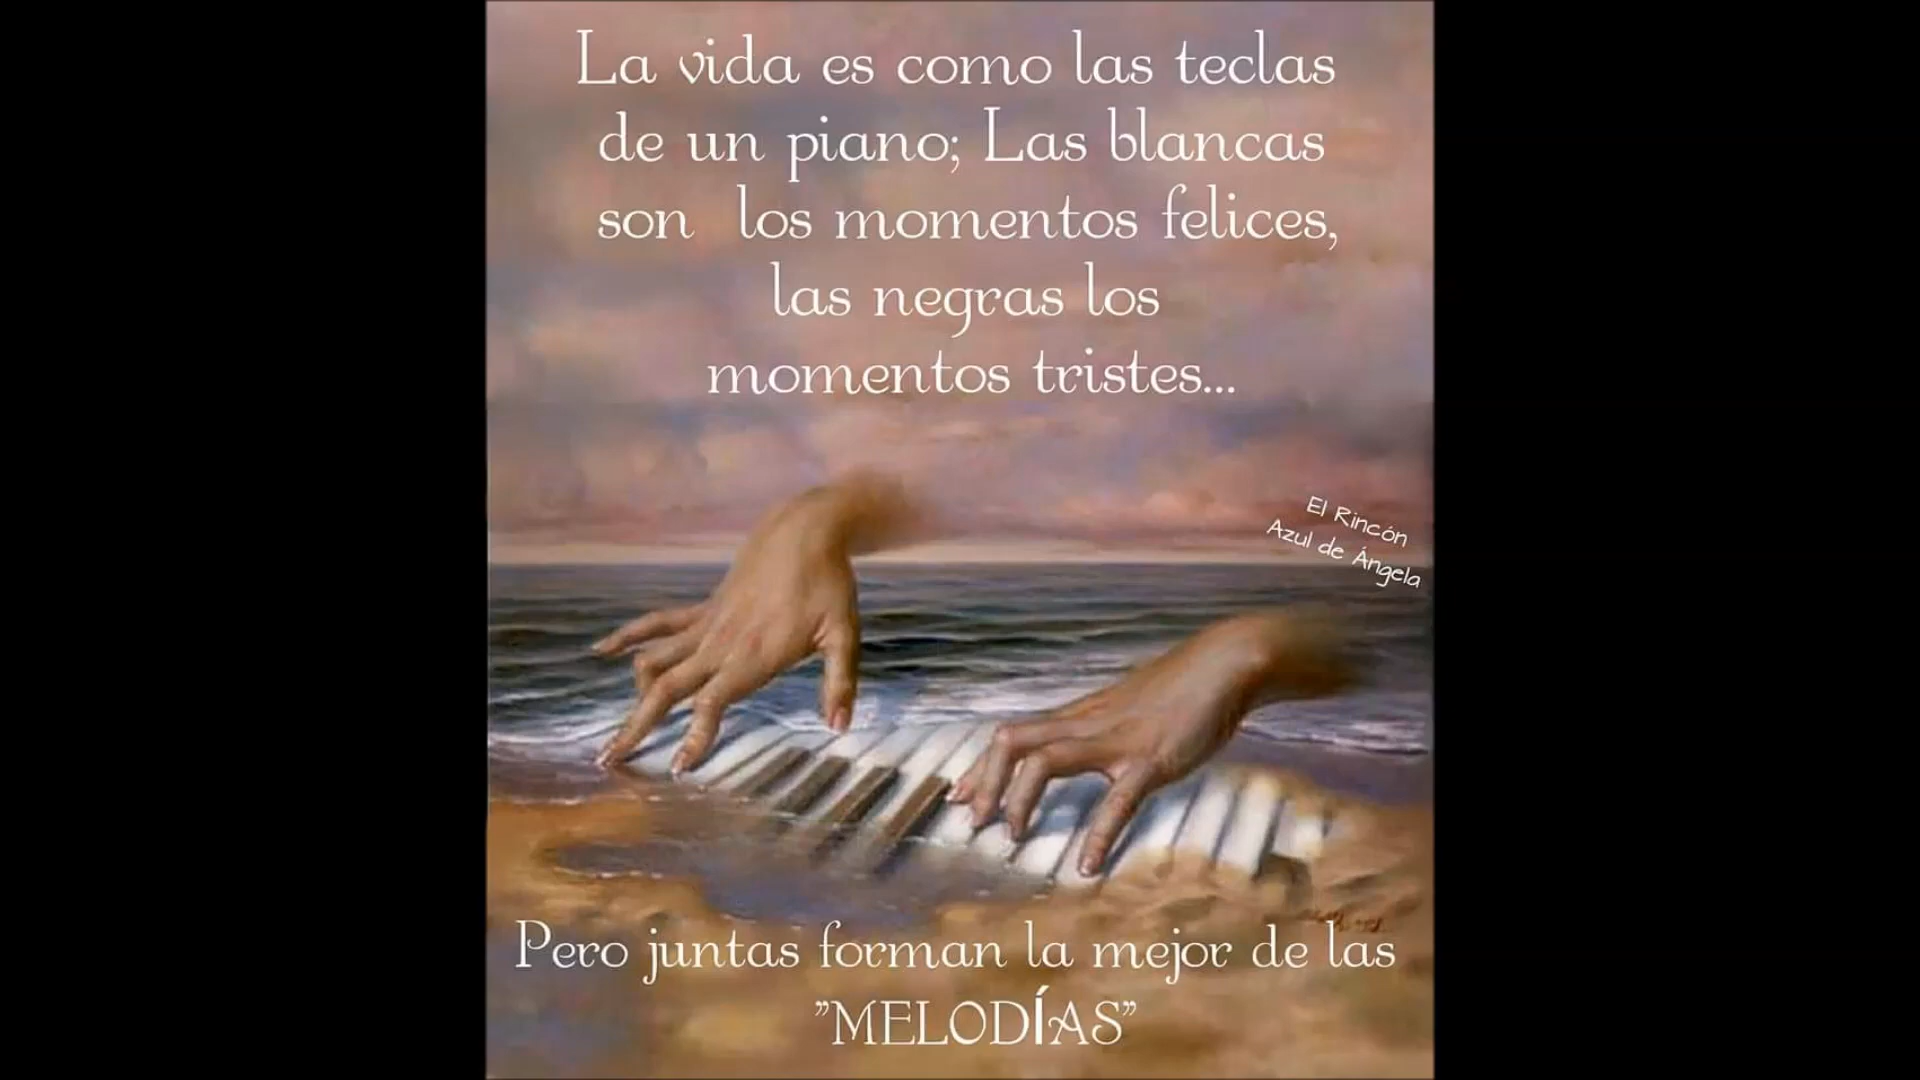 La vida es como las teclas
de un piano; Las blancas
son los momentos felices,
las negras los
momentos tristes...
El Rincón
Azul de Ángela
Pero juntas forman la mejor de las
”MELODÍAS”